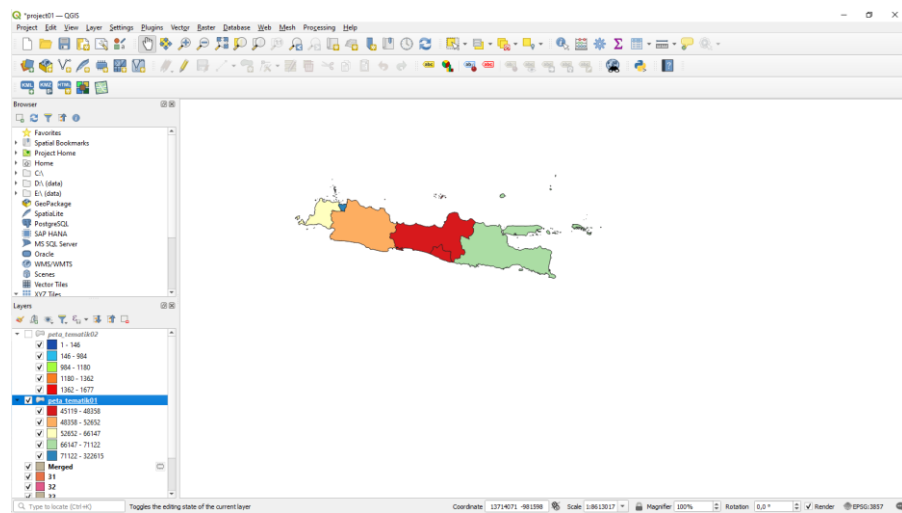 *project01 — QGIS
Project Edit View Layer Settings Plugins Vector Raster Database Web Mesh Processing Help
Browser
Favorites
Spatial Bookmarks
Project Home
Home
C:\
D:\ (data)
E:\ (data)
GeoPackage
SpatiaLite
PostgreSQL
SAP HANA
MS SQL Server
Oracle
WMS/WMTS
Scenes
Vector Tiles
XYZ Tiles
Layers
peta_tematik02
1 - 146
146 - 984
984 - 1180
1180 - 1362
1362 - 1677
peta_tematik01
45119 - 48358
48358 - 52652
52652 - 66147
66147 - 71122
71122 - 322615
Merged
31
32
33
Type to locate (Ctrl+K) Toggles the editing state of the current layer Coordinate 13714071 -981598 Scale 1:8613017 Magnifier 100% Rotation 0,0 ° Render EPSG:3857